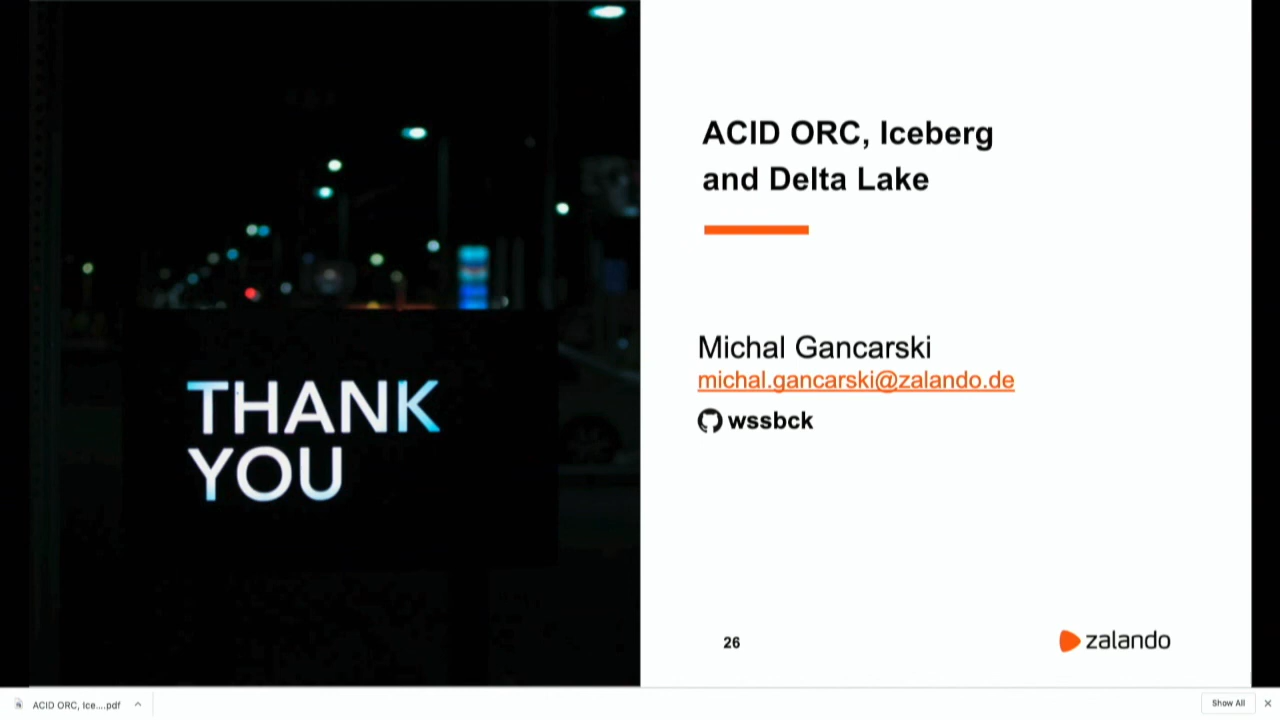 THANK
YOU
ACID ORC, Iceberg
and Delta Lake
Michal Gancarski
michal.gancarski@zalando.de
wssbck
26
zalando
ACID ORC, Ice....pdf
Show All